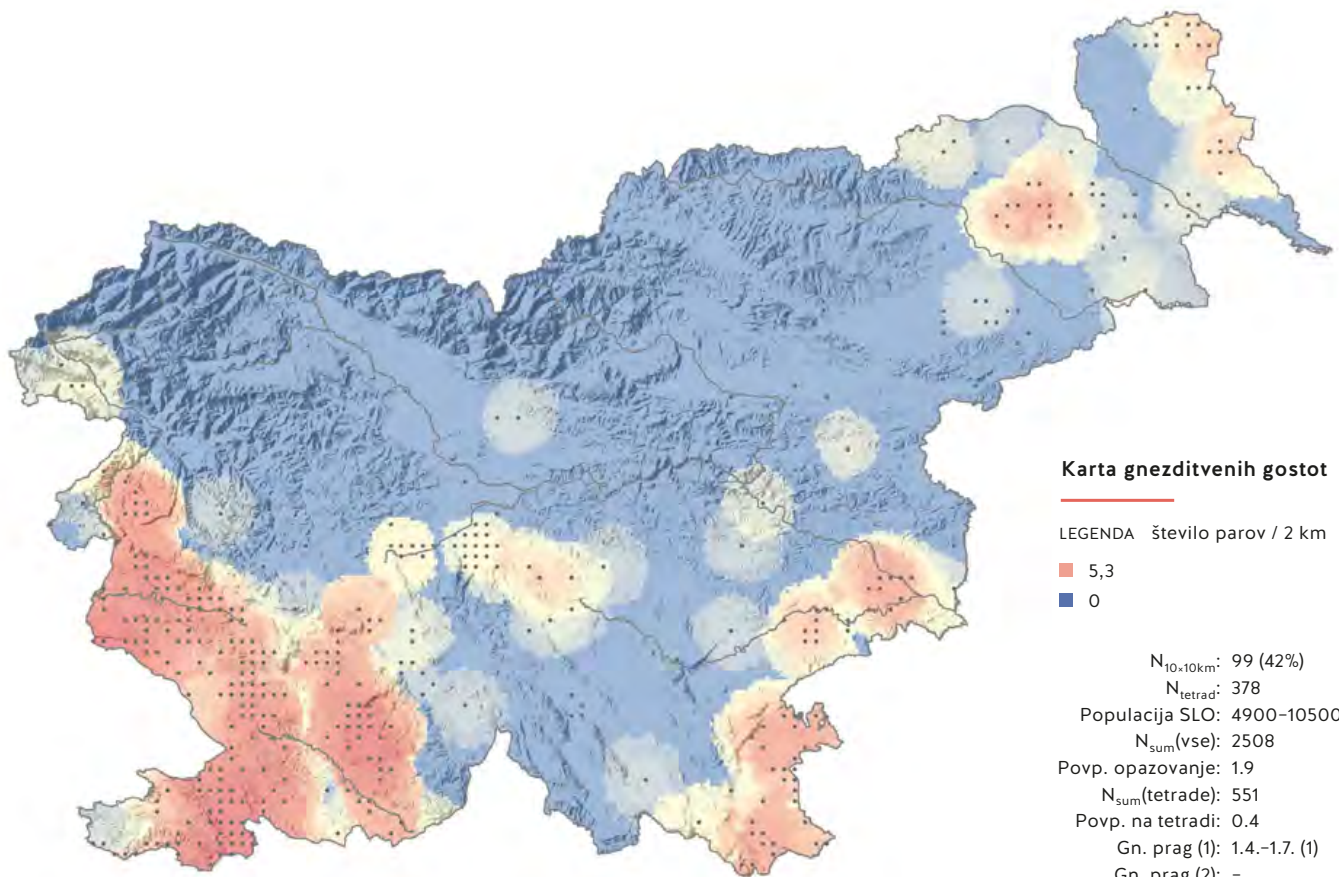 Karta gnezditvenih gostot
LEGENDA število parov / 2 km
5,3
0
N10×10km: 99 (42%)
Ntetrad: 378
Populacija SLO: 4900–10500
Nsum(vse): 2508
Povp. opazovanje: 1.9
Nsum(tetrade): 551
Povp. na tetradi: 0.4
Gn. prag (1): 1.4.–1.7. (1)
Gn. prag (2): –